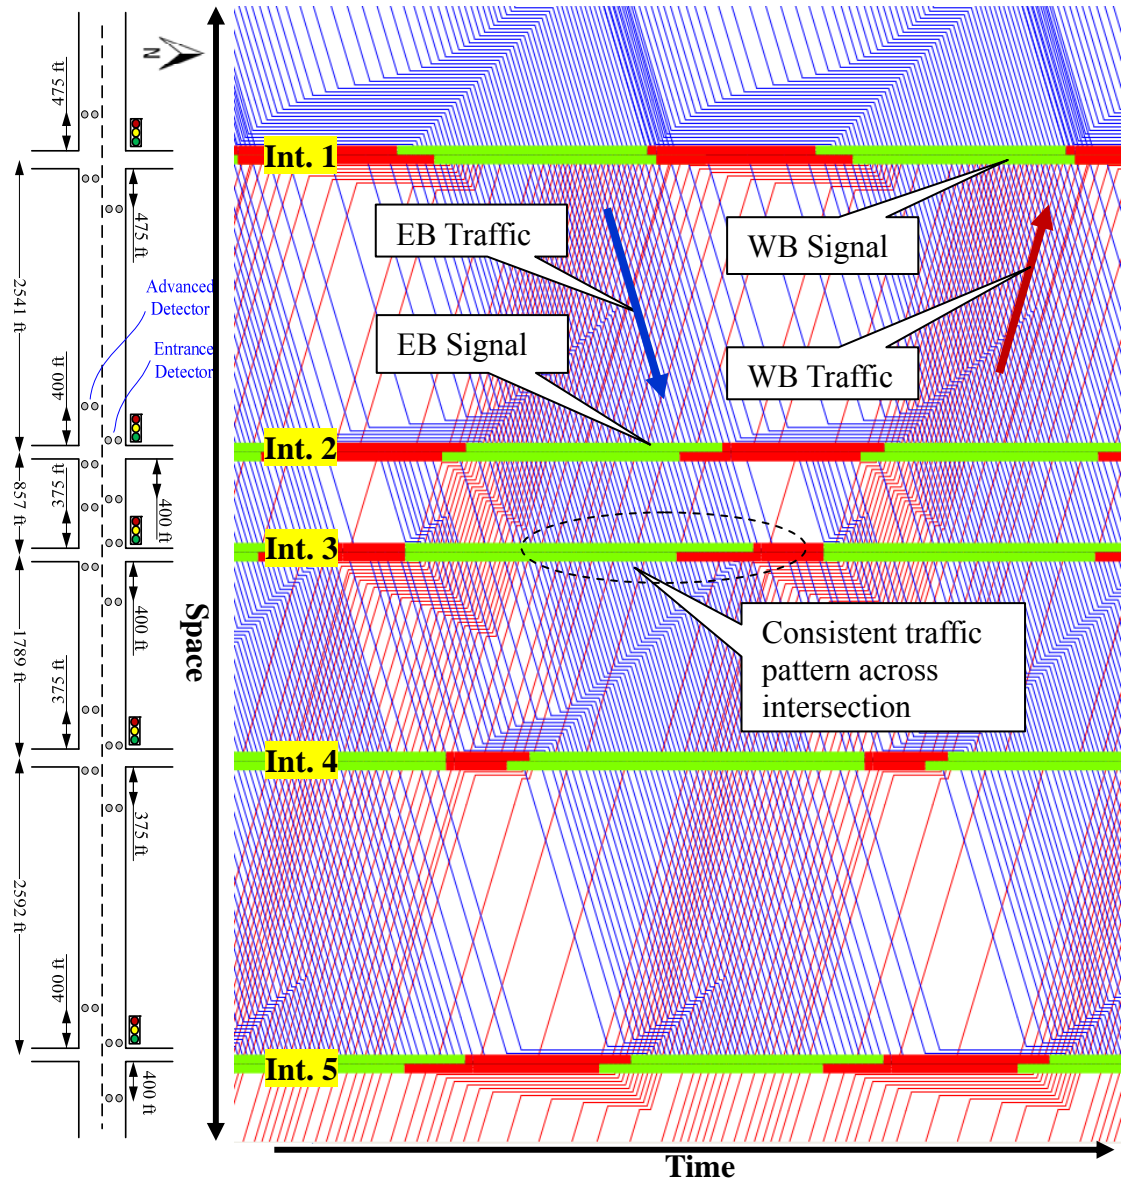 N
475 ft
Int. 1
475 ft
EB Traffic
WB Signal
2541 ft
Advanced
Detector
EB Signal
Entrance
Detector
WB Traffic
400 ft
Int. 2
857 ft
375 ft
400 ft
Int. 3
Space
1789 ft
400 ft
Consistent traffic
pattern across
intersection
375 ft
Int. 4
375 ft
2592 ft
400 ft
Int. 5
400 ft
Time